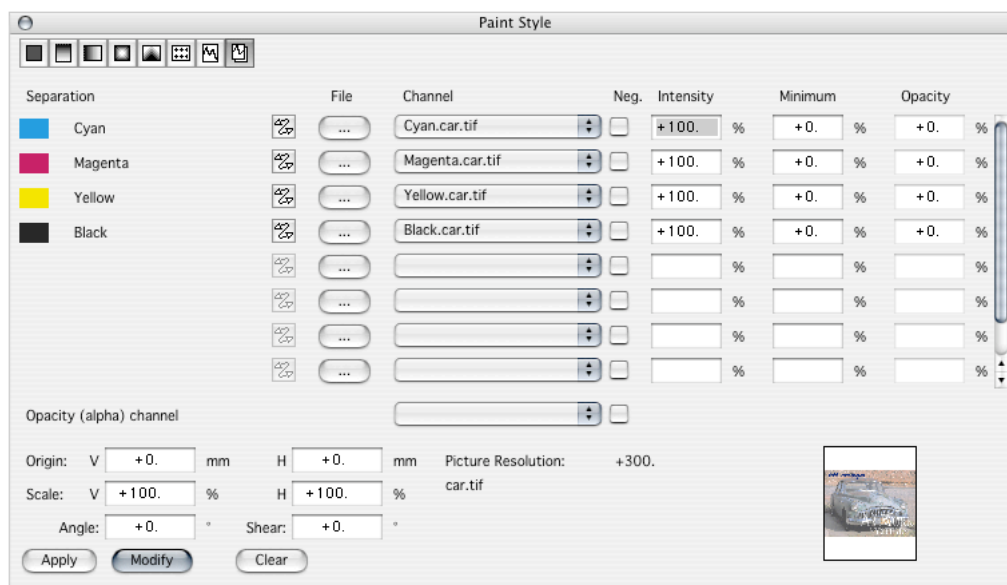 Paint Style
Separation File Channel Neg. Intensity Minimum Opacity
Cyan ... Cyan.car.tif +100. % +0. % +0. %
Magenta ... Magenta.car.tif +100. % +0. % +0. %
Yellow ... Yellow.car.tif +100. % +0. % +0. %
Black ... Black.car.tif +100. % +0. % +0. %
... % % %
... % % %
... % % %
... % % %
Opacity (alpha) channel
Origin: V +0. mm H +0. mm Picture Resolution: +300.
Scale: V +100. % H +100. % car.tif
Angle: +0. ° Shear: +0. °
Apply Modify Clear